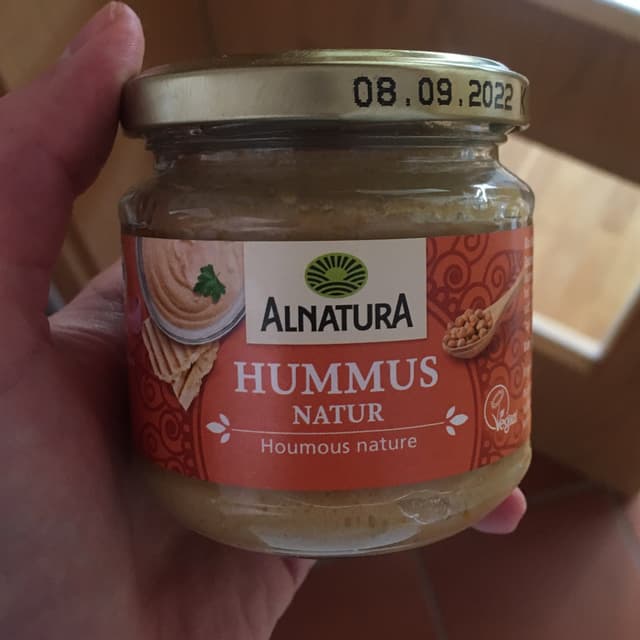 08.09.2022
ALNATURA
HUMMUS
NATUR
Houmous nature
Vegan